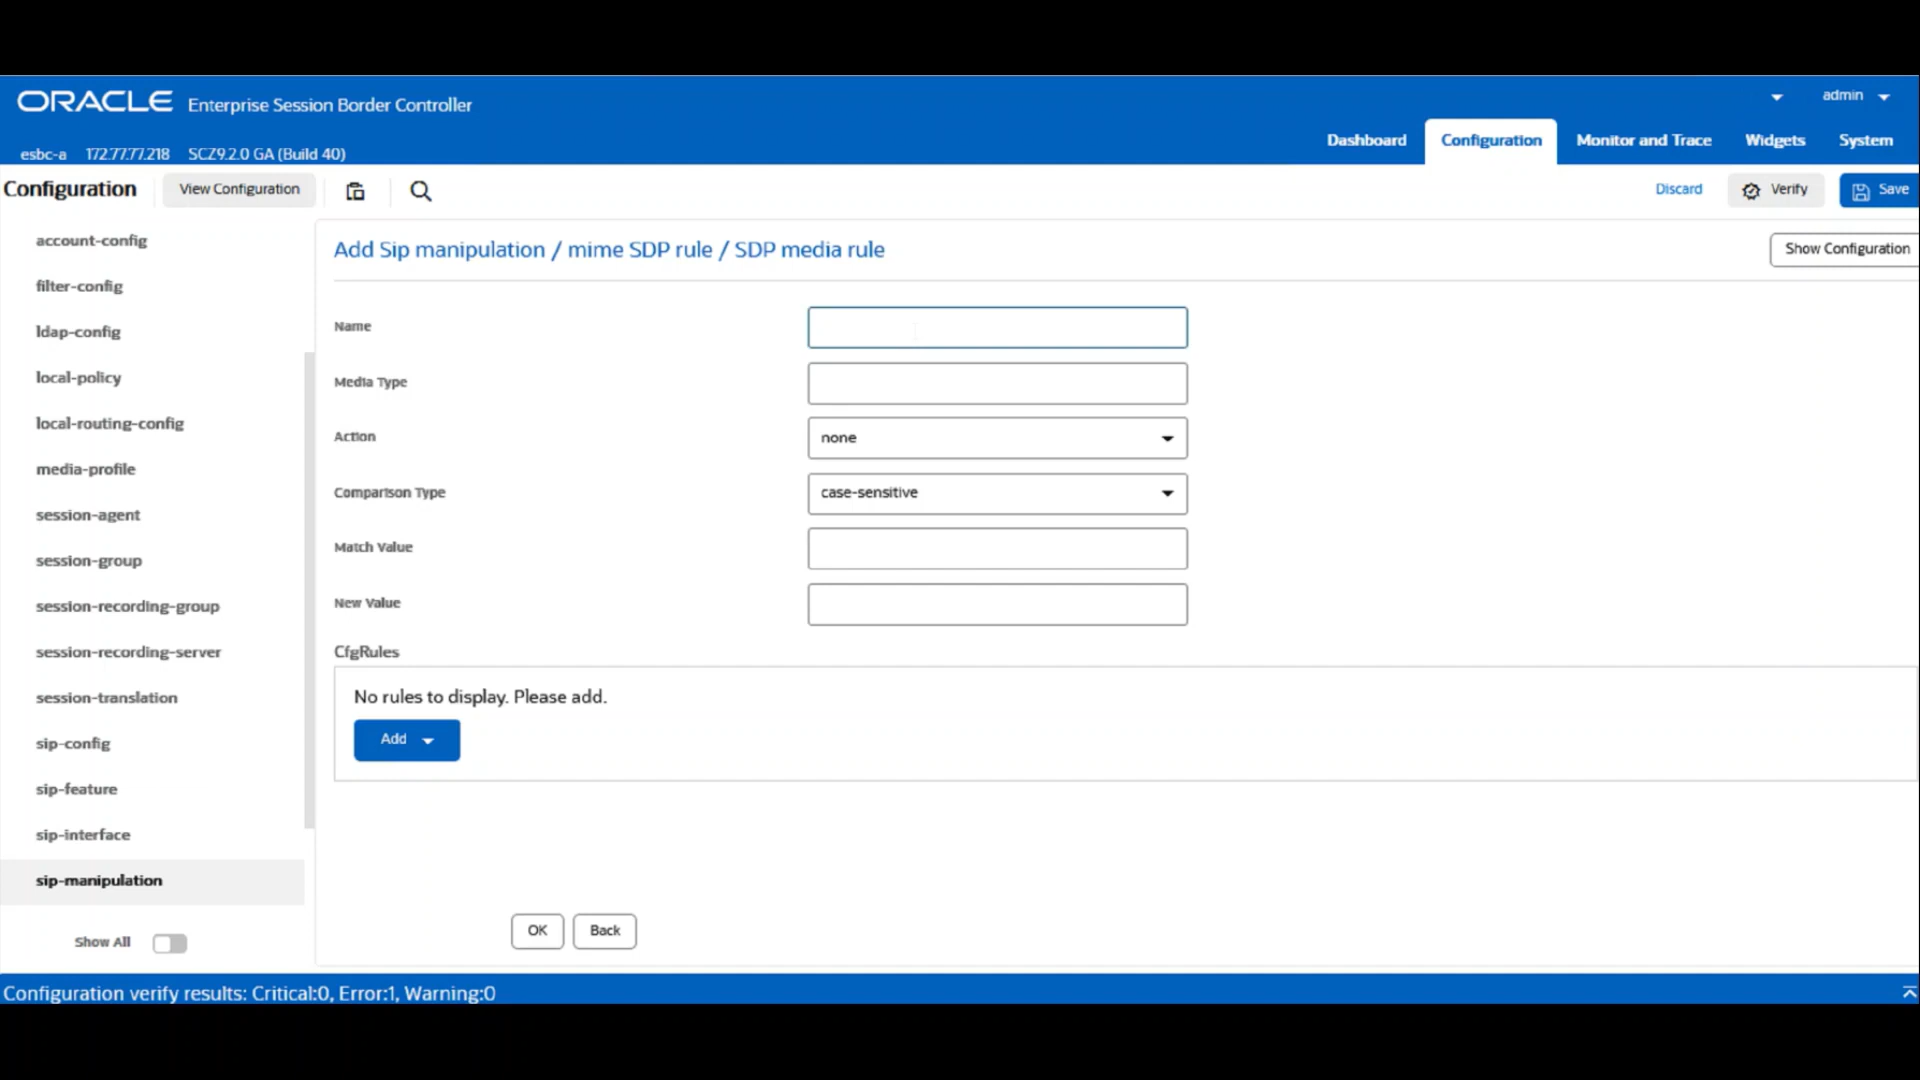 ORACLE Enterprise Session Border Controller
admin
Dashboard Configuration Monitor and Trace Widgets System
esbc-a 172.77.77.218 SCZ9.2.0 GA (Build 40)
Configuration View Configuration Discard Verify Save
account-config
filter-config
ldap-config
local-policy
local-routing-config
media-profile
session-agent
session-group
session-recording-group
session-recording-server
session-translation
sip-config
sip-feature
sip-interface
sip-manipulation
Show All
Add Sip manipulation / mime SDP rule / SDP media rule
Show Configuration
Name
Media Type
Action none
Comparison Type case-sensitive
Match Value
New Value
CfgRules
No rules to display. Please add.
Add
OK Back
Configuration verify results: Critical:0, Error:1, Warning:0